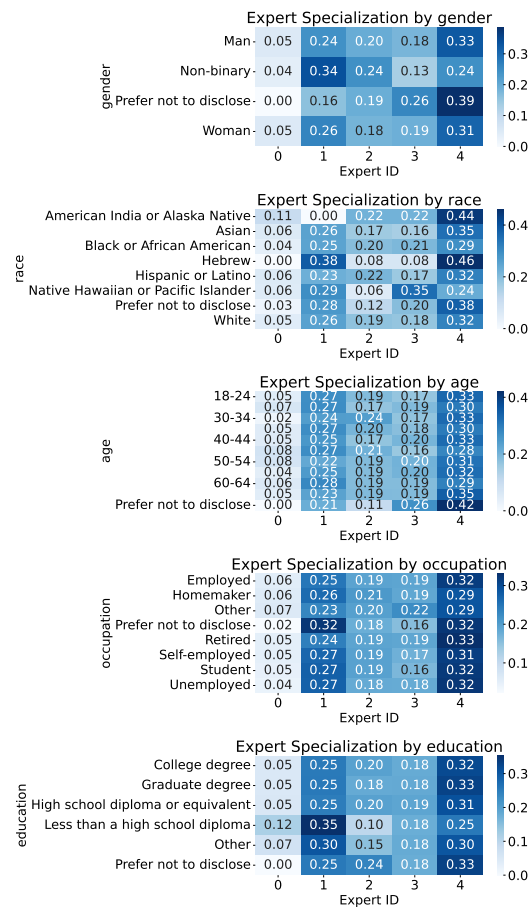 Expert Specialization by gender
Man 0.05 0.24 0.20 0.18 0.33
Non-binary 0.04 0.34 0.24 0.13 0.24
Prefer not to disclose 0.00 0.16 0.19 0.26 0.39
Woman 0.05 0.26 0.18 0.19 0.31
0 1 2 3 4
Expert ID
gender
0.2
0.0
Expert Specialization by race
American India or Alaska Native 0.11 0.00 0.22 0.22 0.44
Asian 0.06 0.26 0.17 0.16 0.35
Black or African American 0.04 0.25 0.20 0.21 0.29
Hebrew 0.00 0.38 0.08 0.08 0.46
Hispanic or Latino 0.06 0.23 0.22 0.17 0.32
Native Hawaiian or Pacific Islander 0.06 0.29 0.06 0.35 0.24
Prefer not to disclose 0.03 0.28 0.12 0.20 0.38
White 0.05 0.26 0.19 0.18 0.32
0 1 2 3 4
Expert ID
race
0.4
0.2
0.0
Expert Specialization by age
18-24 0.05 0.27 0.19 0.17 0.33
0.07 0.27 0.17 0.19 0.30
30-34 0.02 0.24 0.24 0.17 0.33
0.05 0.27 0.20 0.18 0.30
40-44 0.05 0.25 0.17 0.20 0.33
0.08 0.27 0.21 0.16 0.28
50-54 0.08 0.22 0.19 0.20 0.31
0.04 0.25 0.19 0.20 0.32
60-64 0.06 0.28 0.19 0.19 0.29
0.05 0.23 0.19 0.19 0.35
Prefer not to disclose 0.00 0.21 0.11 0.26 0.42
0 1 2 3 4
Expert ID
age
0.4
0.2
0.0
Expert Specialization by occupation
Employed 0.06 0.25 0.19 0.19 0.32
Homemaker 0.06 0.26 0.21 0.19 0.29
Other 0.07 0.23 0.20 0.22 0.29
Prefer not to disclose 0.02 0.32 0.18 0.16 0.32
Retired 0.05 0.24 0.19 0.19 0.33
Self-employed 0.05 0.27 0.19 0.17 0.31
Student 0.05 0.27 0.19 0.16 0.32
Unemployed 0.04 0.27 0.18 0.18 0.32
0 1 2 3 4
Expert ID
occupation
0.3
0.2
0.1
Expert Specialization by education
College degree 0.05 0.25 0.20 0.18 0.32
Graduate degree 0.05 0.25 0.18 0.18 0.33
High school diploma or equivalent 0.05 0.25 0.20 0.19 0.31
Less than a high school diploma 0.12 0.35 0.10 0.18 0.25
Other 0.07 0.30 0.15 0.18 0.30
Prefer not to disclose 0.00 0.25 0.24 0.18 0.33
0 1 2 3 4
Expert ID
education
0.2
0.0